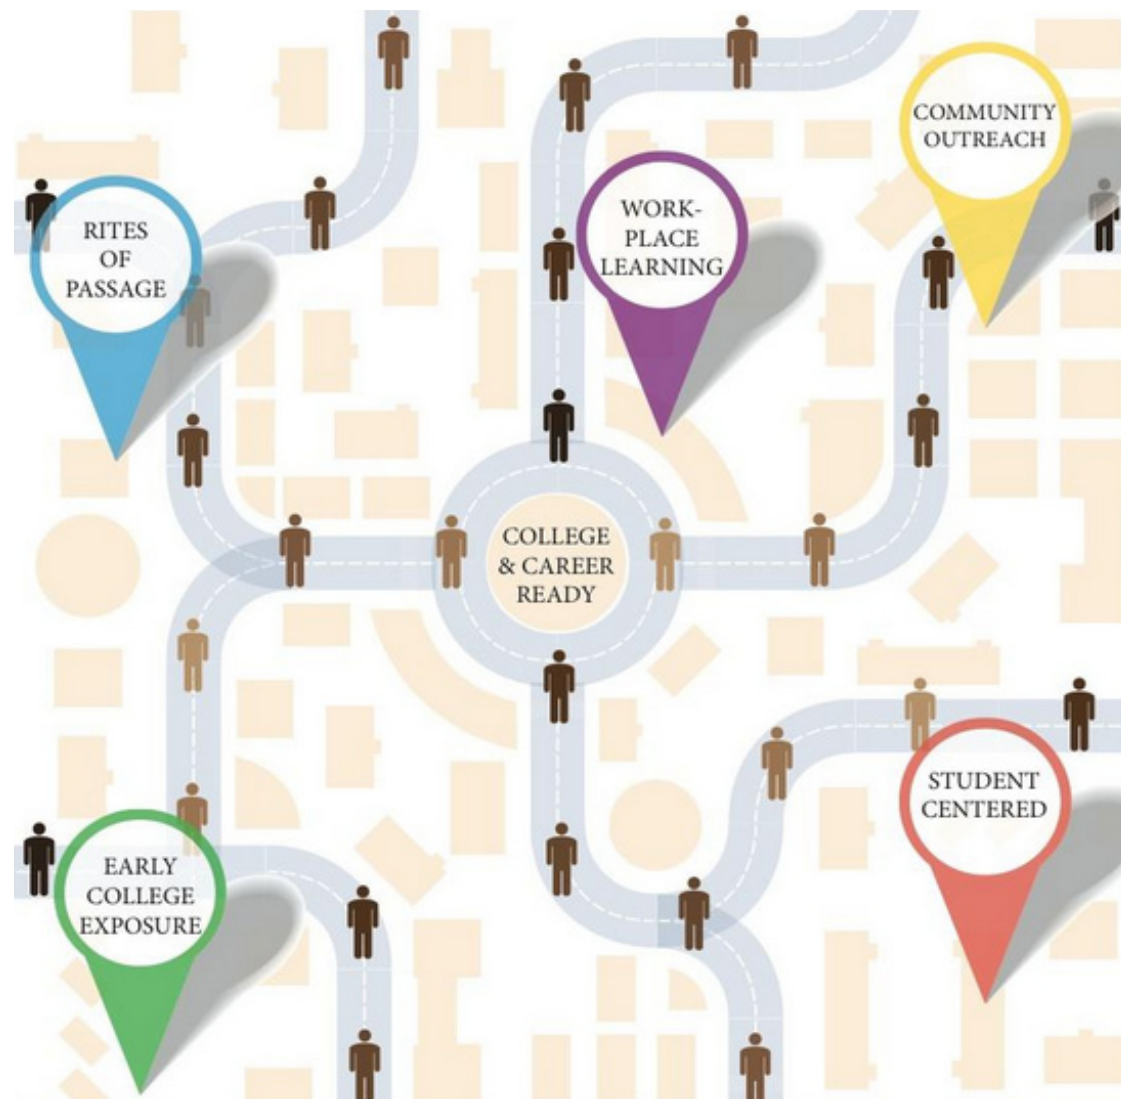 COMMUNITY
OUTREACH
WORK-
PLACE
LEARNING
RITES
OF
PASSAGE
COLLEGE
& CAREER
READY
STUDENT
CENTERED
EARLY
COLLEGE
EXPOSURE